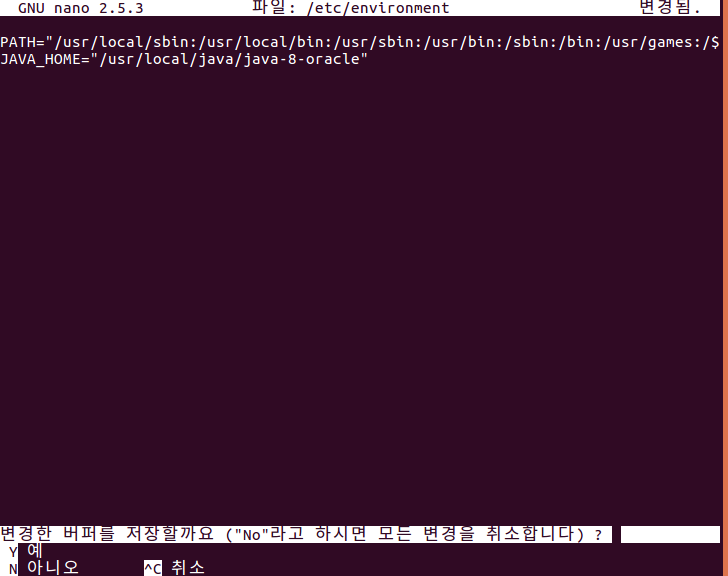 GNU nano 2.5.3 파일: /etc/environment 변경됨.
PATH="/usr/local/sbin:/usr/local/bin:/usr/sbin:/usr/bin:/sbin:/bin:/usr/games:/$
JAVA_HOME="/usr/local/java/java-8-oracle"
변경한 버퍼를 저장할까요 ("No"라고 하시면 모든 변경을 취소합니다) ?
Y 예
N 아니오 ^C 취소